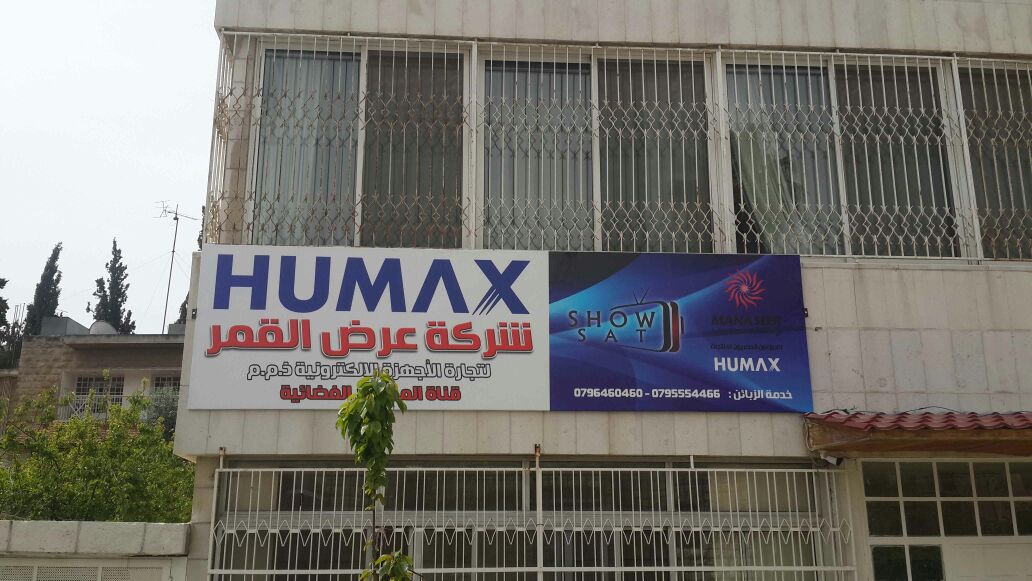 HUMAX
شركة عرض القمر
لتجارة الأجهزة الالكترونية ذ.م.م
قناة الفضائية
SHOW
SAT
MANASEER
HUMAX
خدمة الزبائن : 0795554466 - 0796460460